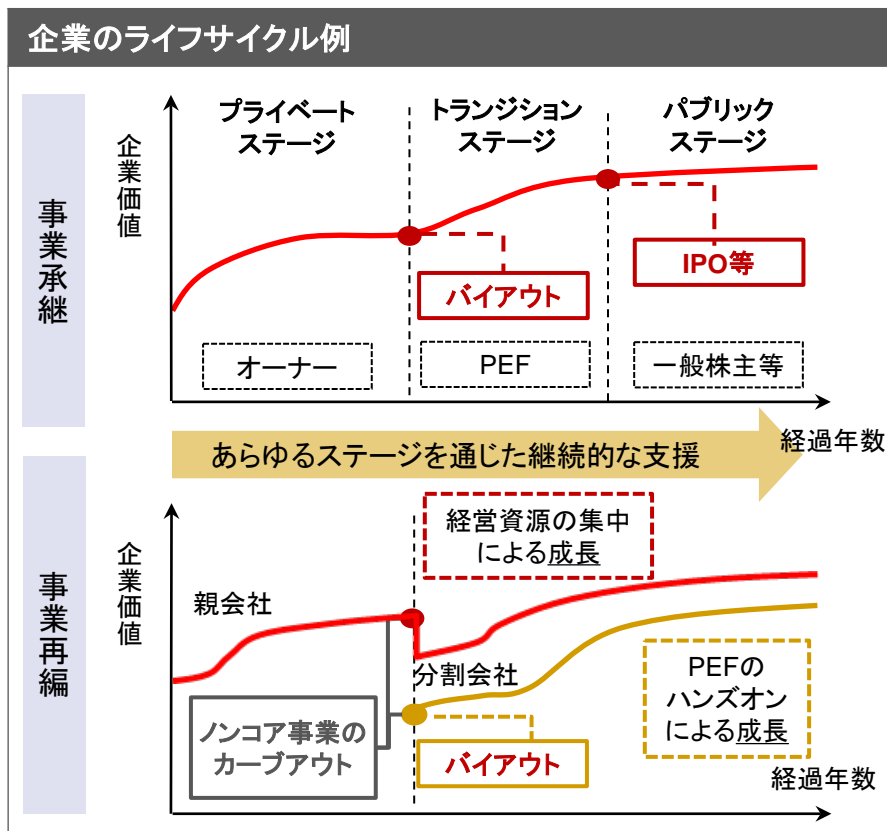 企業のライフサイクル例
事業承継
企業価値
プライベート
ステージ
トランジション
ステージ
パブリック
ステージ
バイアウト
IPO等
オーナー
PEF
一般株主等
経過年数
あらゆるステージを通じた継続的な支援
事業再編
企業価値
経営資源の集中
による成長
親会社
分割会社
ノンコア事業の
カーブアウト
バイアウト
PEFの
ハンズオン
による成長
経過年数